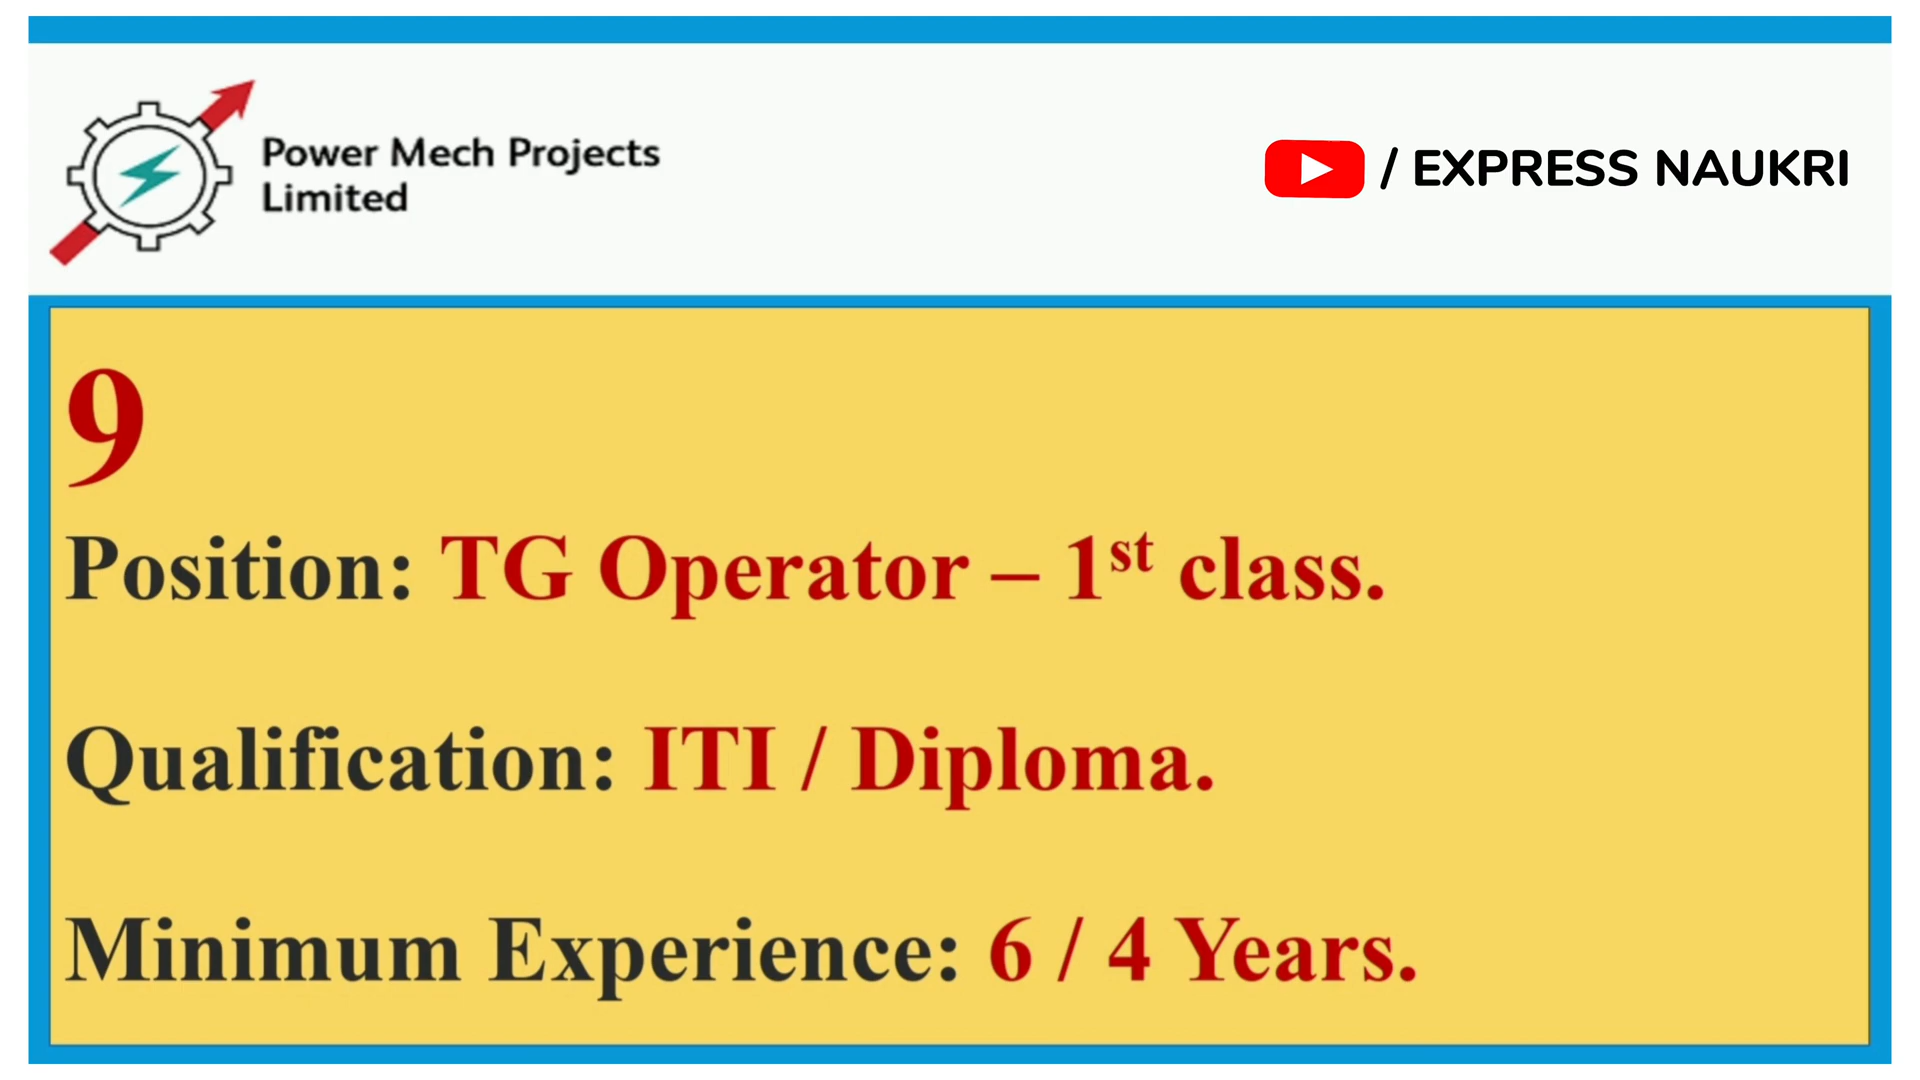 Power Mech Projects
Limited
/ EXPRESS NAUKRI
9
Position: TG Operator – 1st class.
Qualification: ITI / Diploma.
Minimum Experience: 6 / 4 Years.